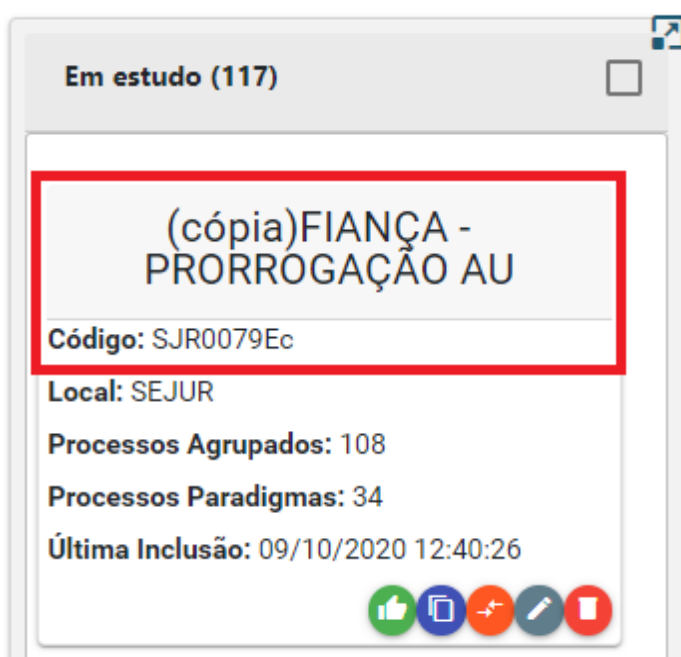 Em estudo (117)
(cópia)FIANÇA -
PRORROGAÇÃO AU
Código: SJR0079Ec
Local: SEJUR
Processos Agrupados: 108
Processos Paradigmas: 34
Última Inclusão: 09/10/2020 12:40:26